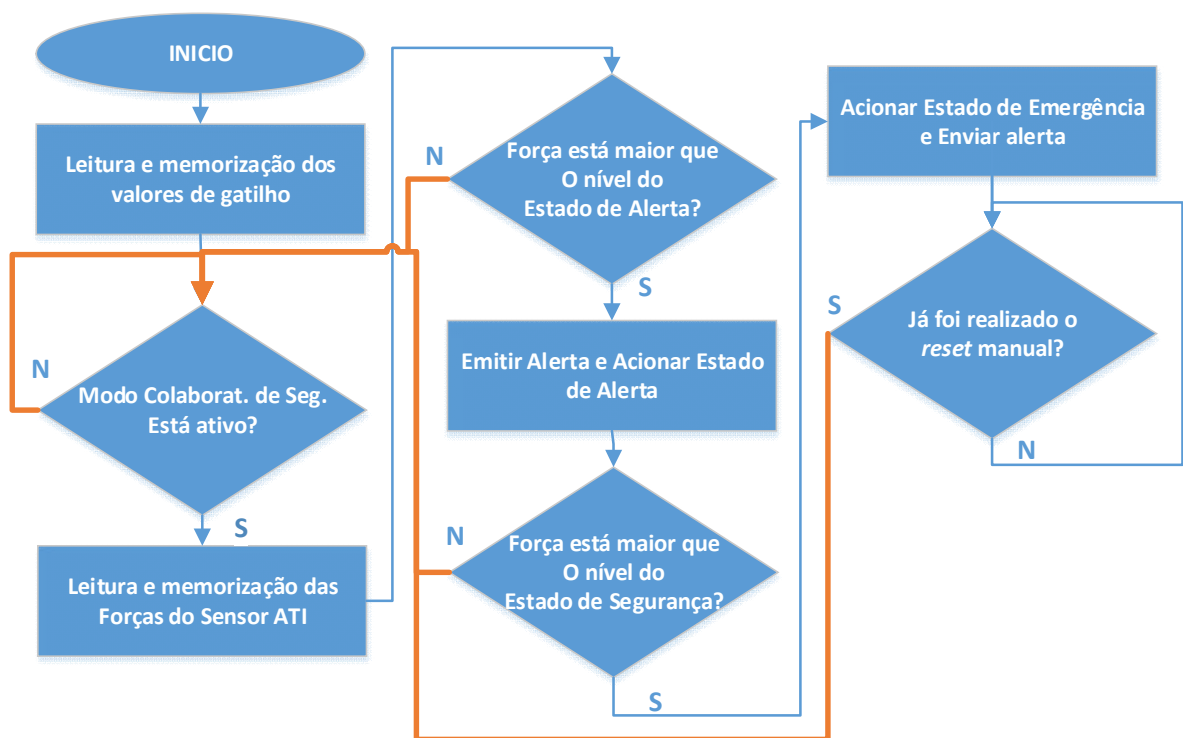 INICIO
Leitura e memorização dos
valores de gatilho
N
Modo Colaborat. de Seg.
Está ativo?
S
Leitura e memorização das
Forças do Sensor ATI
N
Força está maior que
O nível do
Estado de Alerta?
S
Emitir Alerta e Acionar Estado
de Alerta
N
Força está maior que
O nível do
Estado de Segurança?
S
Acionar Estado de Emergência
e Enviar alerta
S
Já foi realizado o
reset manual?
N